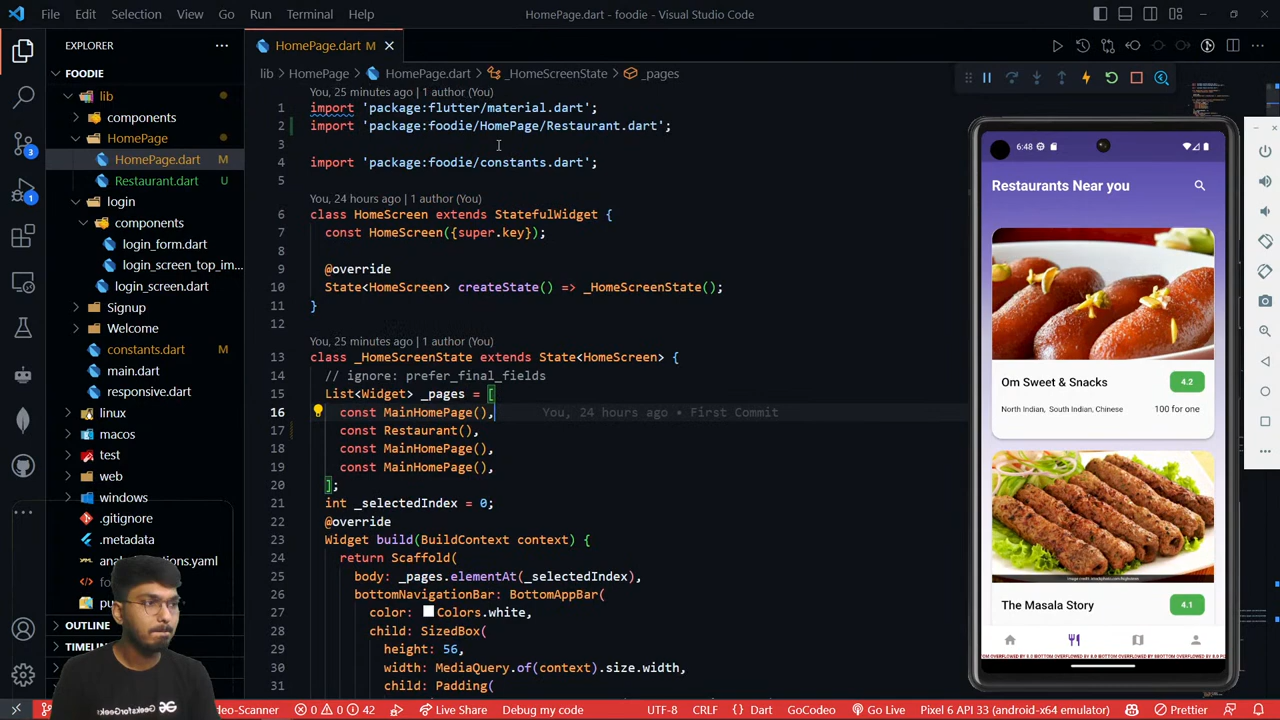 File Edit Selection View Go Run Terminal Help
HomePage.dart - foodie - Visual Studio Code
EXPLORER
FOODIE
lib
components
HomePage
HomePage.dart M
Restaurant.dart U
login
components
login_form.dart
login_screen_top_im...
login_screen.dart
Signup
Welcome
constants.dart M
main.dart
responsive.dart
linux
macos
test
web
windows
.gitignore
.metadata
OUTLINE
3
HomePage.dart M
lib > HomePage > HomePage.dart > _HomeScreenState > _pages
You, 25 minutes ago | 1 author (You)
1 import 'package:flutter/material.dart';
2 import 'package:foodie/HomePage/Restaurant.dart';
3
4 import 'package:foodie/constants.dart';
5
You, 24 hours ago | 1 author (You)
6 class HomeScreen extends StatefulWidget {
7 const HomeScreen({super.key});
8
9 @override
10 State<HomeScreen> createState() => _HomeScreenState();
11 }
12
You, 25 minutes ago | 1 author (You)
13 class _HomeScreenState extends State<HomeScreen> {
14 // ignore: prefer_final_fields
15 List<Widget> _pages = [
16 const MainHomePage(), You, 24 hours ago • First Commit
17 const Restaurant(),
18 const MainHomePage(),
19 const MainHomePage(),
20 ];
21 int _selectedIndex = 0;
22 @override
23 Widget build(BuildContext context) {
24 return Scaffold(
25 body: _pages.elementAt(_selectedIndex),
26 bottomNavigationBar: BottomAppBar(
27 color: Colors.white,
28 child: SizedBox(
29 height: 56,
30 width: MediaQuery.of(context).size.width,
31 child: Padding(
6:48
Restaurants Near you
Om Sweet & Snacks 4.2
North Indian, South Indian, Chinese 100 for one
The Masala Story 4.1
0 0 42 Live Share Debug my code UTF-8 CRLF {} Dart GoCodeo Go Live Pixel 6 API 33 (android-x64 emulator) Prettier